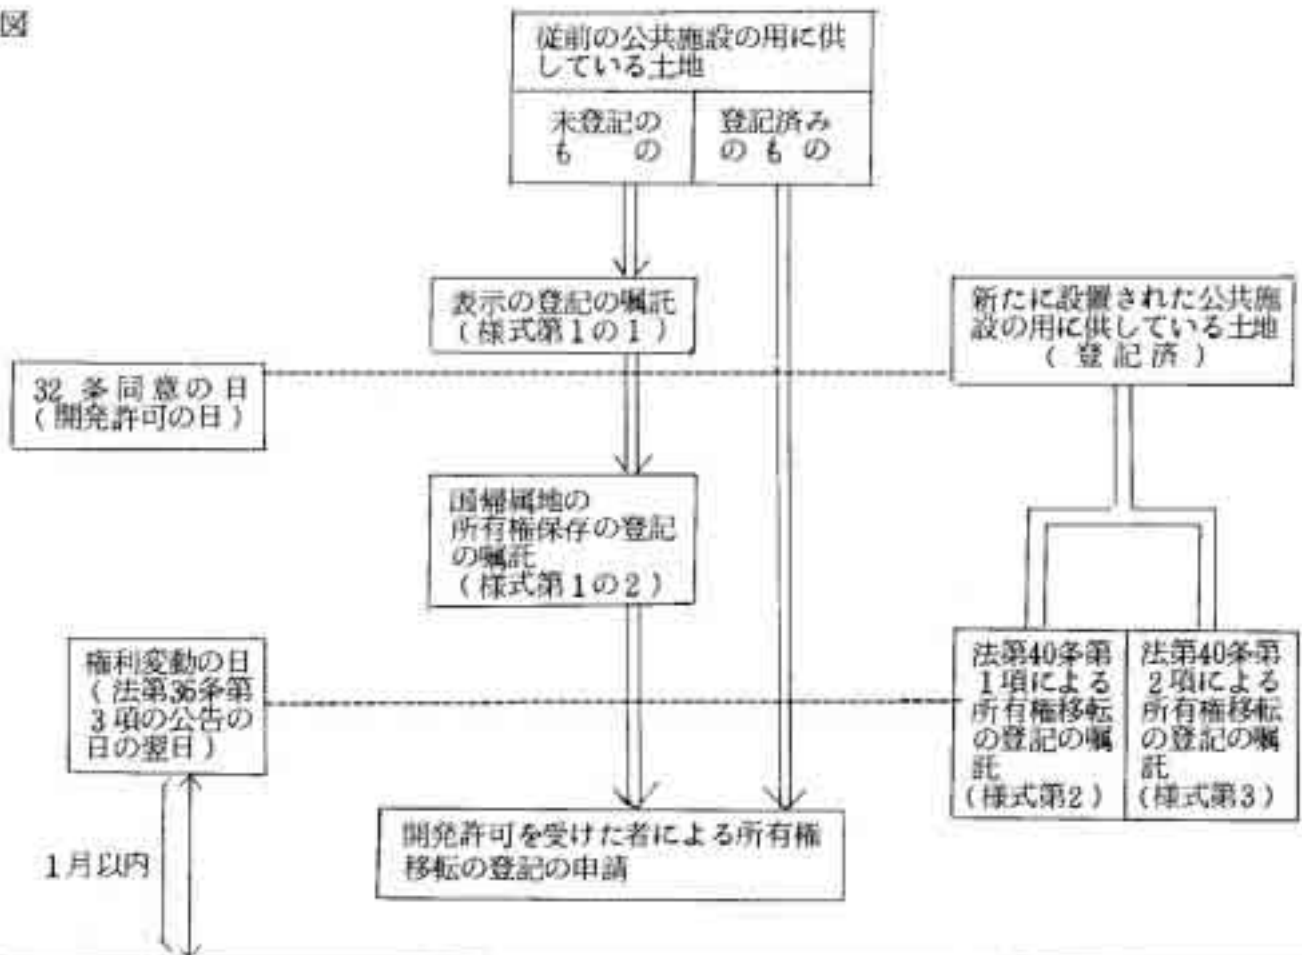 図
従前の公共施設の用に供
している土地
未登記の
もの
登記済み
のもの
表示の登記の嘱託
(様式第1の1)
新たに設置された公共施
設の用に供している土地
(登記済)
32条同意の日
(開発許可の日)
国帰属地の
所有権保存の登記
の嘱託
(様式第1の2)
権利変動の日
(法第36条第
3項の公告の
日の翌日)
法第40条第
1項による
所有権移転
の登記の嘱
託
(様式第2)
法第40条第
2項による
所有権移転
の登記の嘱
託
(様式第3)
1月以内
開発許可を受けた者による所有権
移転の登記の申請